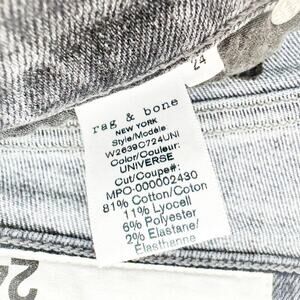 24
rag & bone
NEW YORK
Style/Modèle
W2639C724UNI
Color/Couleur:
UNIVERSE
Cut/Coupe#:
MPO-000002430
81% Cotton/Coton
11% Lyocell
6% Polyester
2% Elastane/
Elasthanne